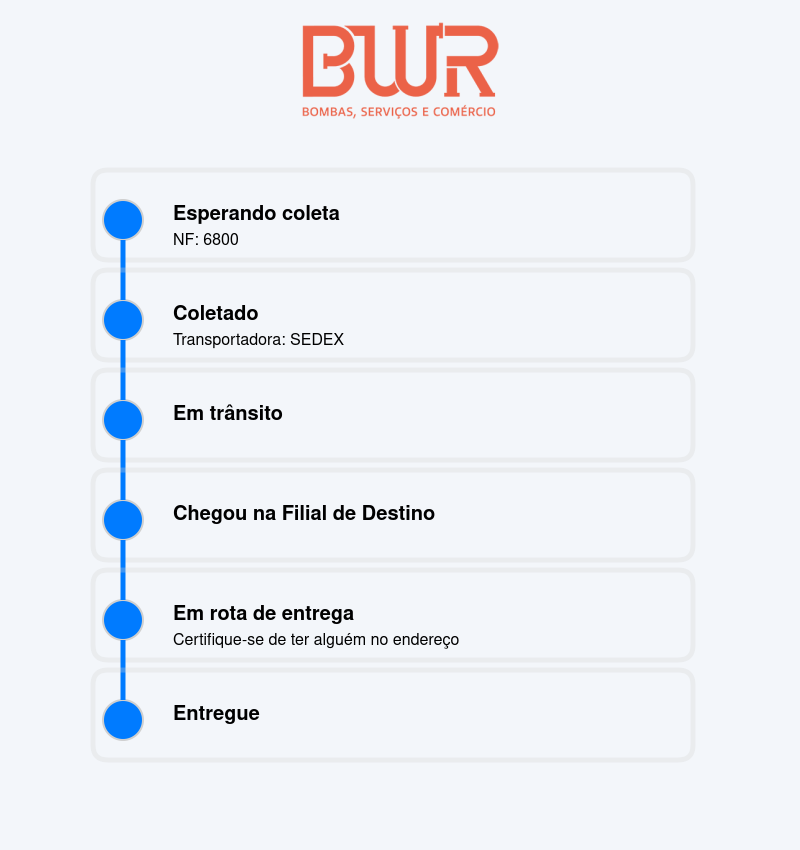 BWR
BOMBAS, SERVIÇOS E COMÉRCIO
Esperando coleta
NF: 6800
Coletado
Transportadora: SEDEX
Em trânsito
Chegou na Filial de Destino
Em rota de entrega
Certifique-se de ter alguém no endereço
Entregue